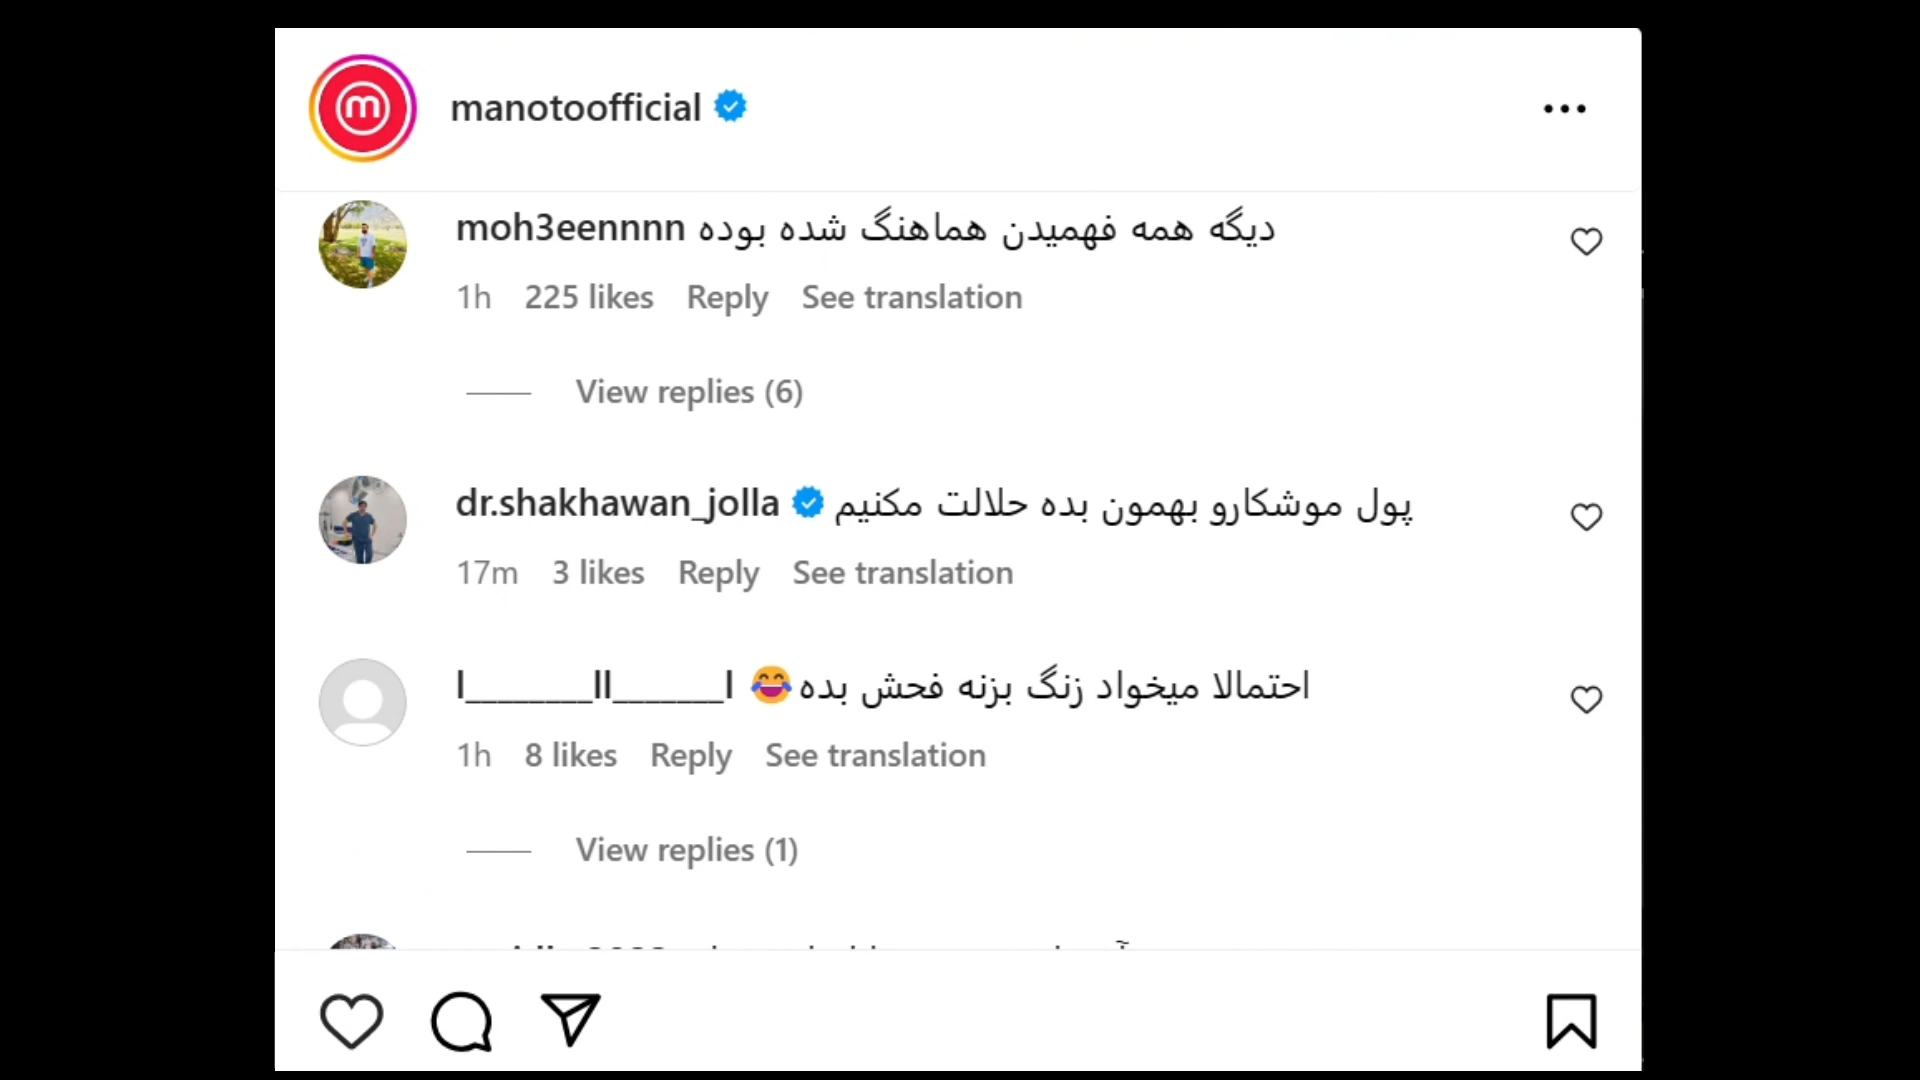 manotoofficial
moh3eennnn دیگه همه فهمیدن هماهنگ شده بوده
1h 225 likes Reply See translation
View replies (6)
dr.shakhawan_jolla پول موشکارو بهمون بده حلالت مکنیم
17m 3 likes Reply See translation
l________ll_______l 😂احتمالا میخواد زنگ بزنه فحش بده
1h 8 likes Reply See translation
View replies (1)